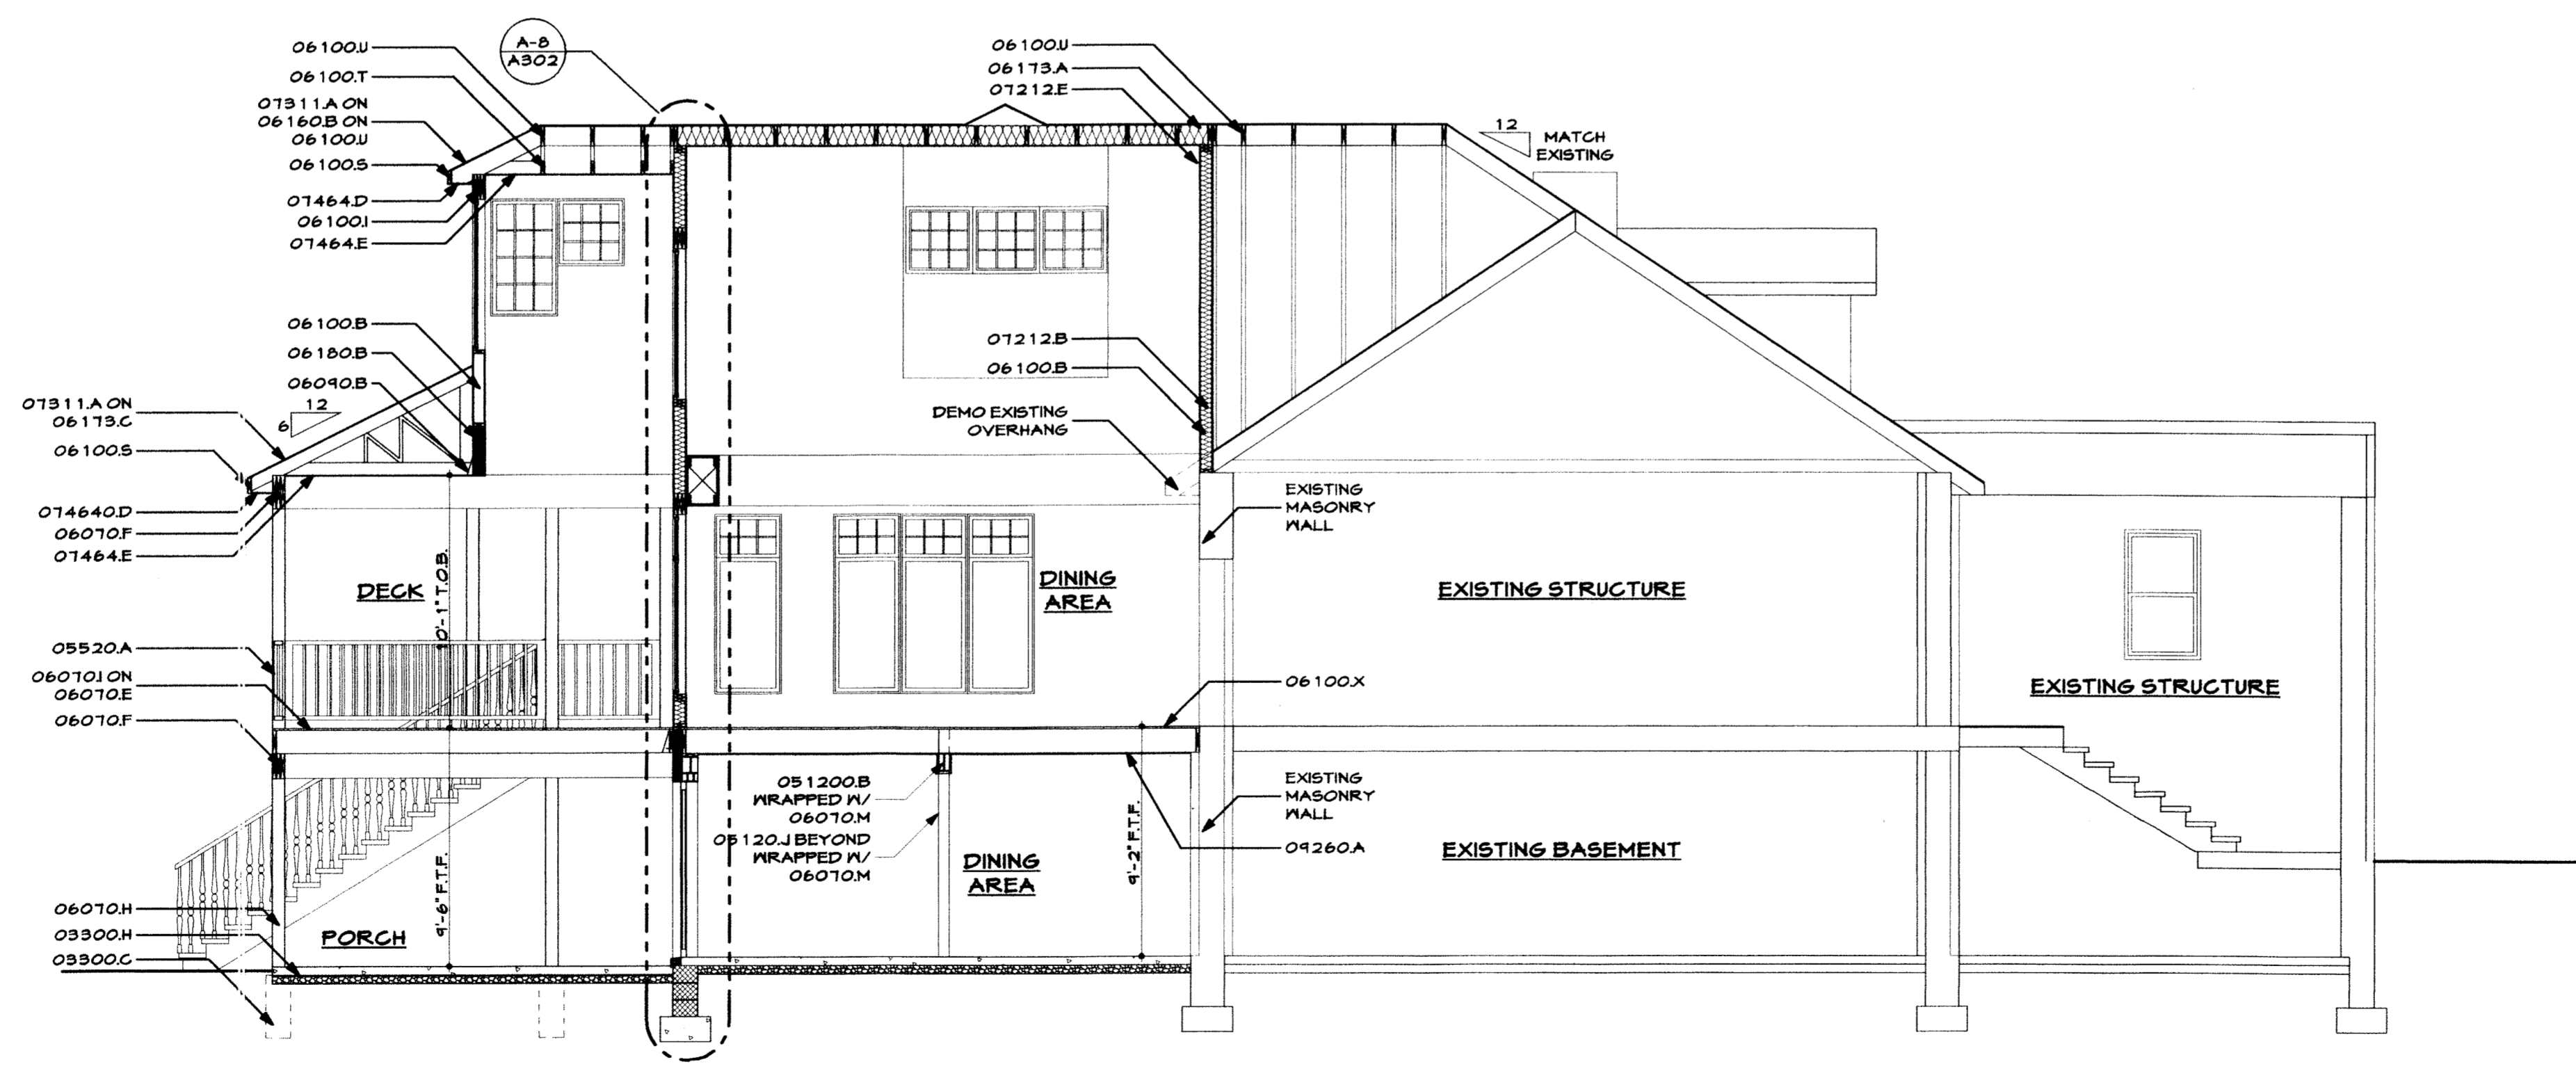 A-8
A302
06100.U
06100.T
07311.A ON
06160.B ON
06100.U
06100.S
07464.D
06100.I
07464.E
06100.U
06173.A
07212.E
12
MATCH
EXISTING
06100.B
06180.B
06090.B
07311.A ON
06173.C
12
6
06100.S
074640.D
06070.F
07464.E
07212.B
06100.B
DEMO EXISTING
OVERHANG
EXISTING
MASONRY
WALL
DECK
10'-1" T.O.B.
DINING
AREA
EXISTING STRUCTURE
EXISTING STRUCTURE
05520.A
06070.I ON
06070.E
06070.F
06100.X
051200.B
WRAPPED W/
06070.M
05120.J BEYOND
WRAPPED W/
06070.M
EXISTING
MASONRY
WALL
09260.A
9'-2" F.T.F.
DINING
AREA
EXISTING BASEMENT
9'-6" F.T.F.
PORCH
06070.H
03300.H
03300.C